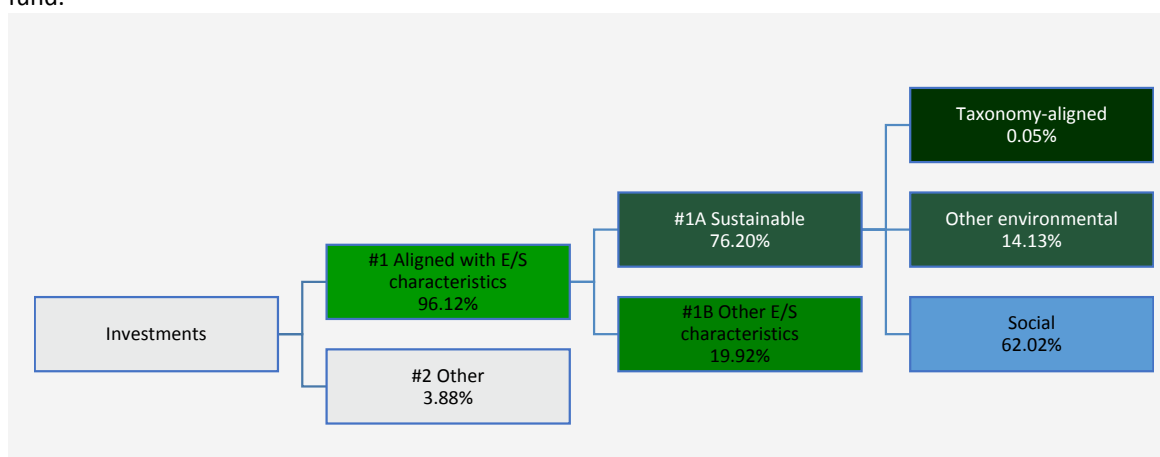 fund.
Taxonomy-aligned
0.05%
#1A Sustainable
76.20%
Other environmental
14.13%
#1 Aligned with E/S
characteristics
96.12%
Investments
#1B Other E/S
characteristics
19.92%
Social
62.02%
#2 Other
3.88%